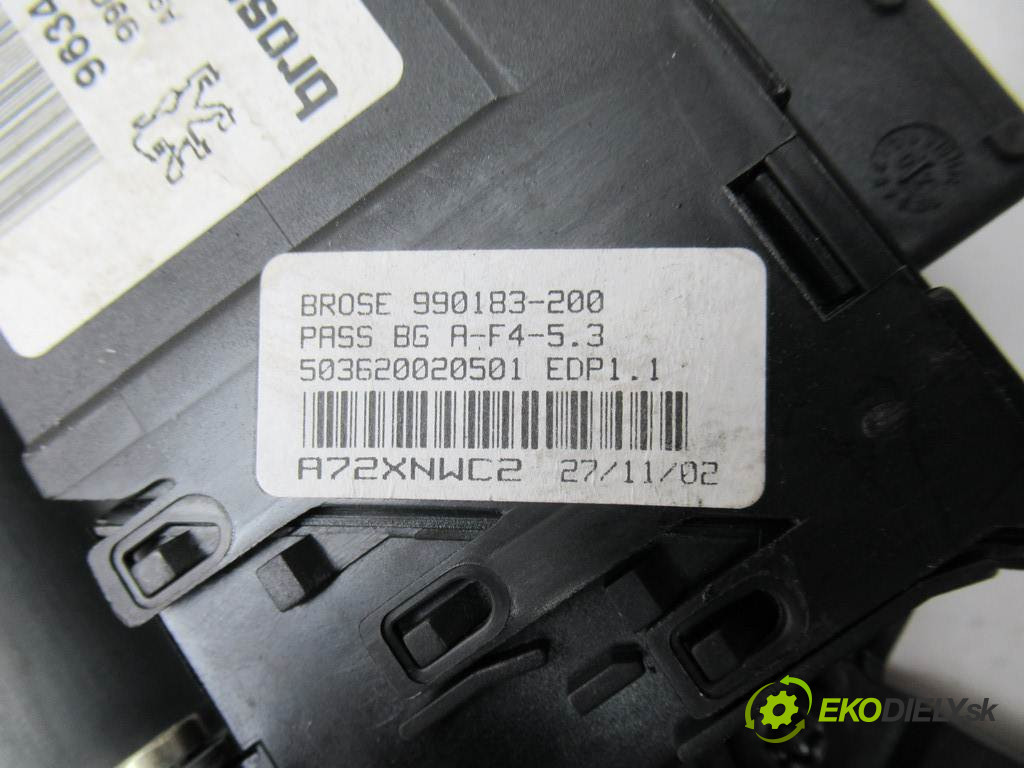 BROSE 990183-200
PASS BG A-F4-5.3
503620020501 EDP1.1
A72XNWC2 27/11/02
EKODIELY.sk